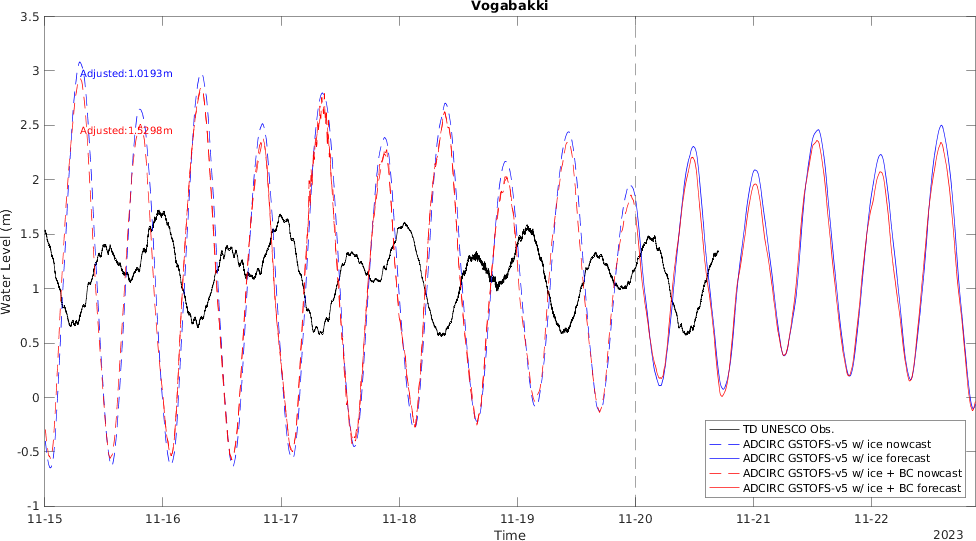 Vogabakki
3.5
3
2.5
2
1.5
1
0.5
0
-0.5
-1
Water Level (m)
Adjusted:1.0193m
Adjusted:1.5298m
TD UNESCO Obs.
ADCIRC GSTOFS-v5 w/ ice nowcast
ADCIRC GSTOFS-v5 w/ ice forecast
ADCIRC GSTOFS-v5 w/ ice + BC nowcast
ADCIRC GSTOFS-v5 w/ ice + BC forecast
11-15 11-16 11-17 11-18 11-19 11-20 11-21 11-22
Time
2023